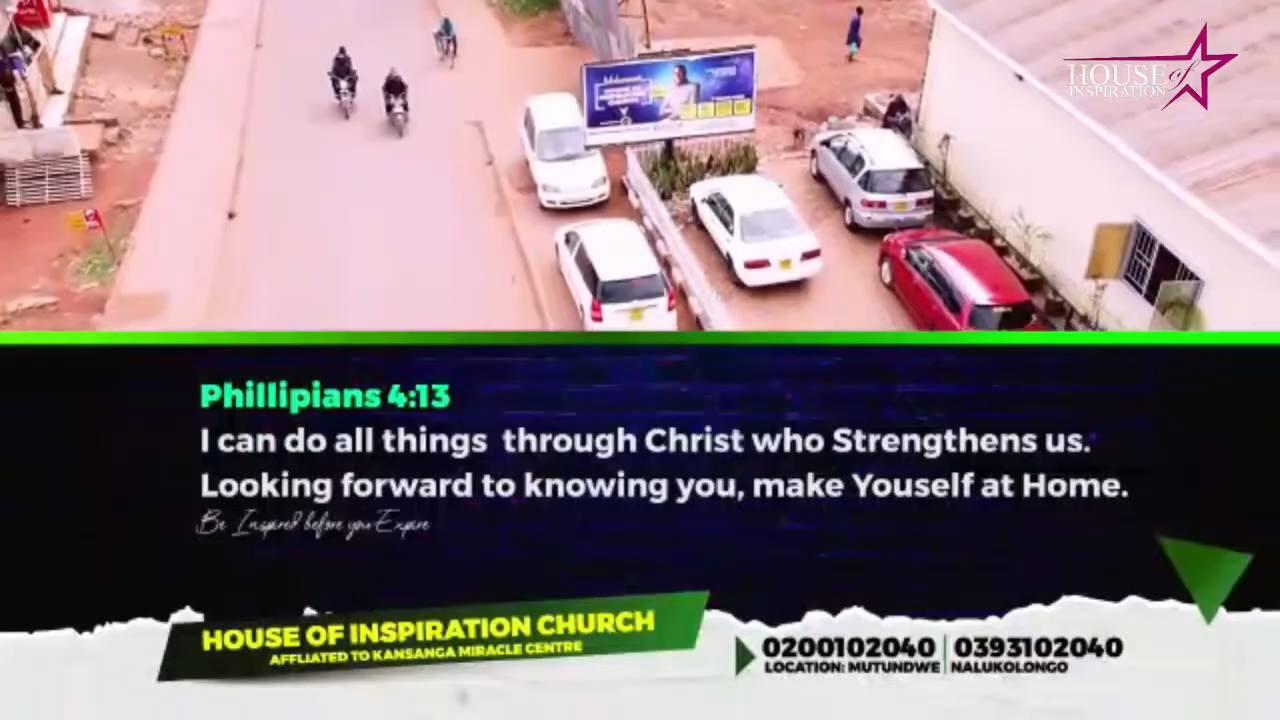 HOUSE of
INSPIRATION
Phillipians 4:13
I can do all things through Christ who Strengthens us.
Looking forward to knowing you, make Youself at Home.
Be Inspired before you Expire
HOUSE OF INSPIRATION CHURCH
AFFLIATED TO KANSANGA MIRACLE CENTRE
0200102040 | 0393102040
LOCATION: MUTUNDWE | NALUKOLONGO